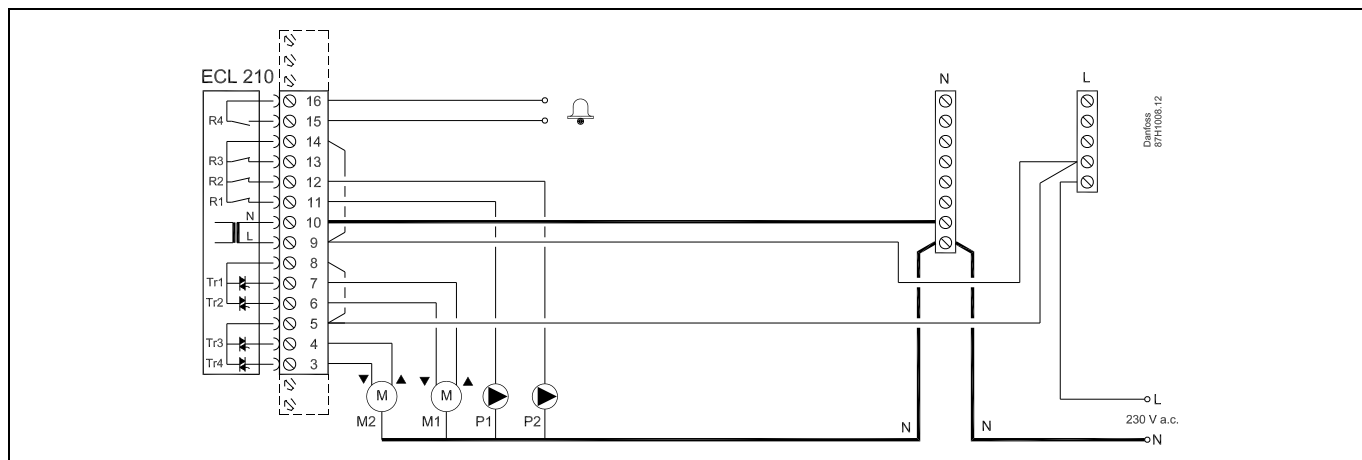 ECL 210
N
L
Danfoss
87H1008.12
16
R4
15
14
R3
13
R2
12
R1
11
N
10
L
9
8
Tr1
7
Tr2
6
5
Tr3
4
Tr4
3
M
M
M2
M1
P1
P2
N
N
L
230 V a.c.
N